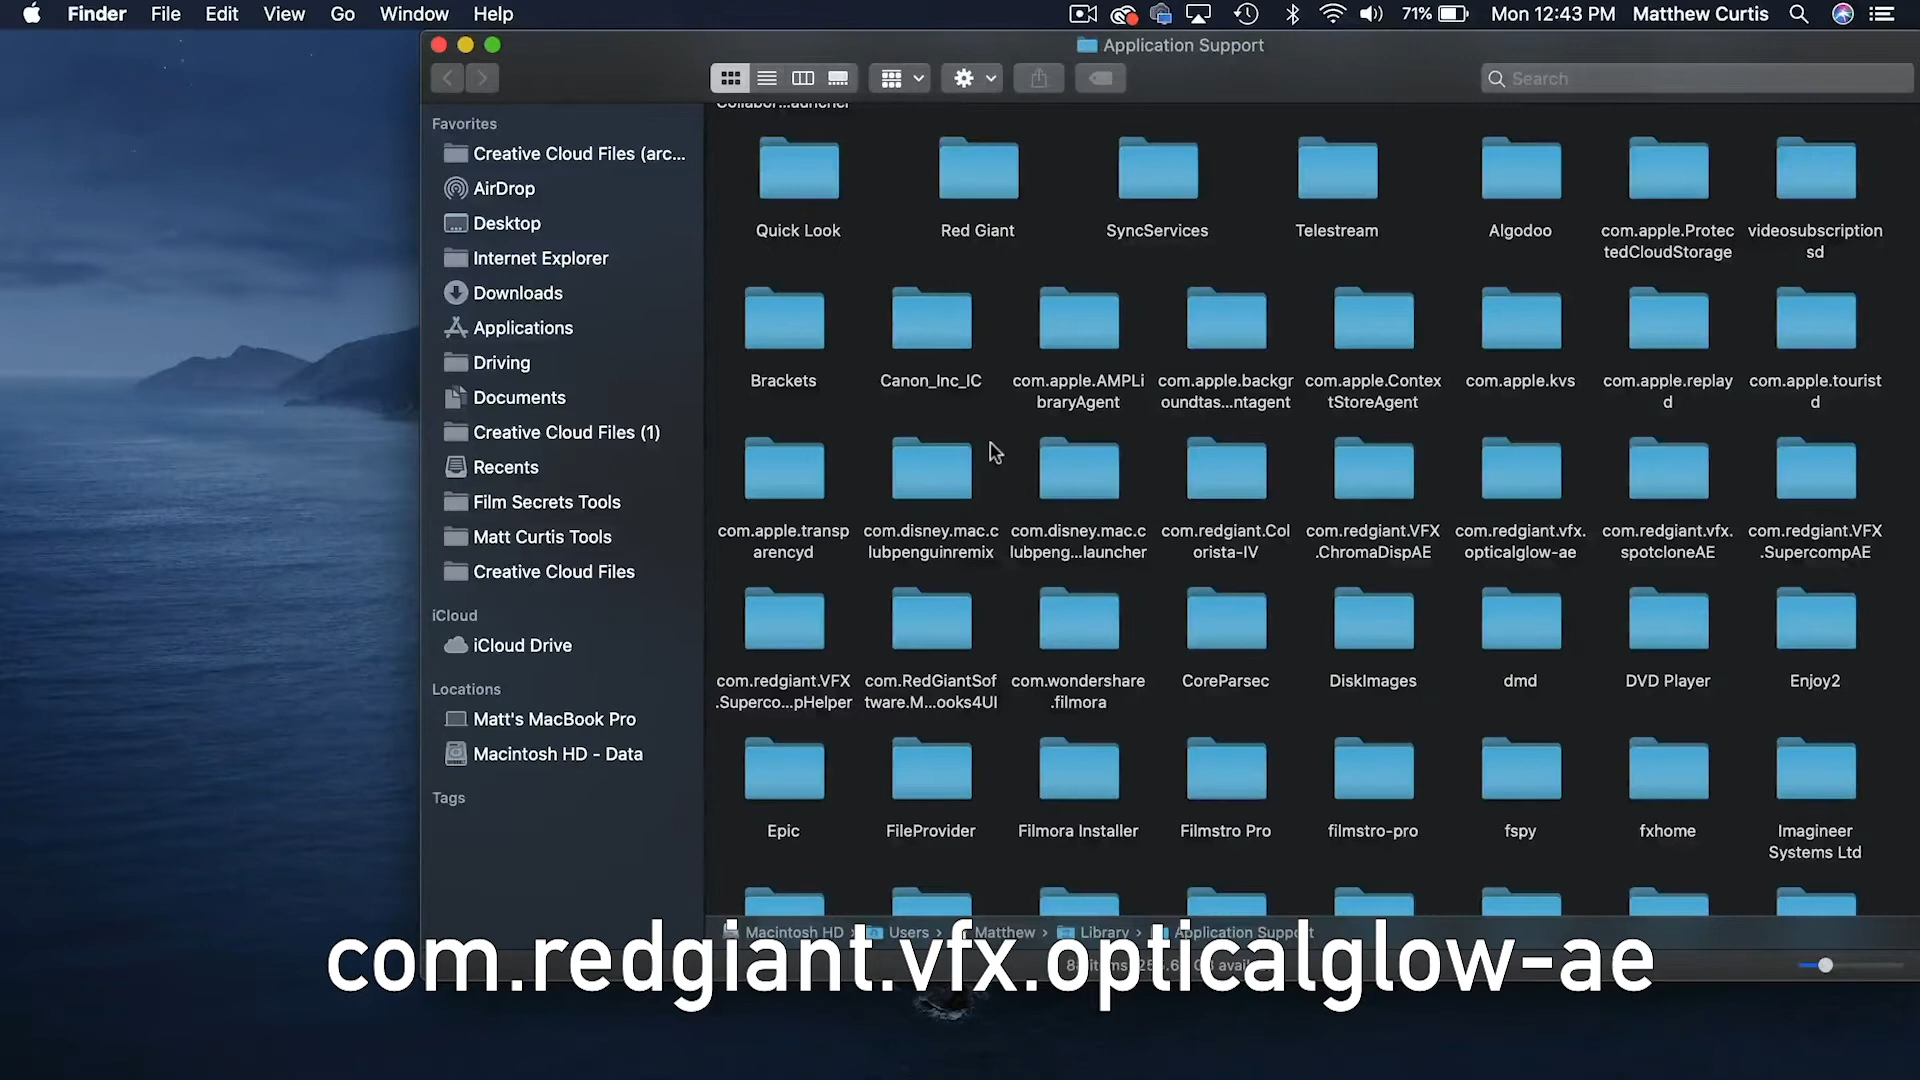 Finder File Edit View Go Window Help 71% Mon 12:43 PM Matthew Curtis
Application Support
Search
Favorites
Creative Cloud Files (arc...
AirDrop
Desktop
Internet Explorer
Downloads
Applications
Driving
Documents
Creative Cloud Files (1)
Recents
Film Secrets Tools
Matt Curtis Tools
Creative Cloud Files
iCloud
iCloud Drive
Locations
Matt's MacBook Pro
Macintosh HD - Data
Tags
Quick Look Red Giant SyncServices Telestream Algodoo com.apple.Protec videosubscription
tedCloudStorage sd
Brackets Canon_Inc_IC com.apple.AMPLi com.apple.backgr com.apple.Contex com.apple.kvs com.apple.replay com.apple.tourist
braryAgent oundtas...ntagent tStoreAgent d d
com.apple.transp com.disney.mac.c com.disney.mac.c com.redgiant.Col com.redgiant.VFX com.redgiant.vfx. com.redgiant.vfx. com.redgiant.VFX
arencyd lubpenguinremix lubpeng...launcher orista-IV .ChromaDispAE opticalglow-ae spotcloneAE .SupercompAE
com.redgiant.VFX com.RedGiantSof com.wondershare CoreParsec DiskImages dmd DVD Player Enjoy2
.Superco...pHelper tware.M...ooks4UI .filmora
Epic FileProvider Filmora Installer Filmstro Pro filmstro-pro fspy fxhome Imagineer
Systems Ltd
Macintosh HD › Users › Matthew › Library › Application Support
com.redgiant.vfx.opticalglow-ae